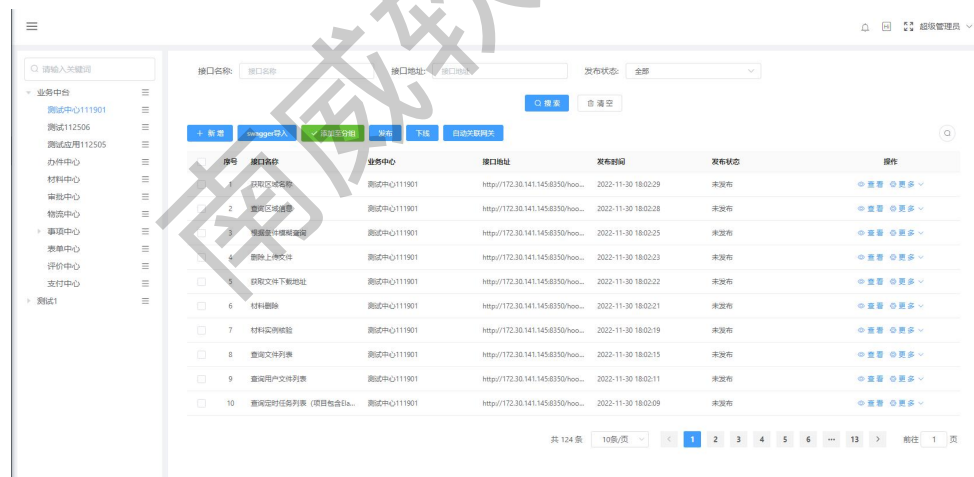 超级管理员
请输入关键词
业务中台
测试中心111901
测试112506
测试应用112505
办件中心
材料中心
审批中心
物流中心
事项中心
表单中心
评价中心
支付中心
测试1
接口名称: 接口名称 接口地址: 接口地址 发布状态: 全部
搜索 清空
+ 新增 swagger导入 ✓ 添加至分组 发布 下线 自动关联网关
序号 接口名称 业务中心 接口地址 发布时间 发布状态 操作
1 获取区域名称 测试中心111901 http://172.30.141.145:8350/hoo... 2022-11-30 18:02:29 未发布 查看 更多
2 查询区域信息 测试中心111901 http://172.30.141.145:8350/hoo... 2022-11-30 18:02:28 未发布 查看 更多
3 根据条件模糊查询 测试中心111901 http://172.30.141.145:8350/hoo... 2022-11-30 18:02:25 未发布 查看 更多
4 删除上传文件 测试中心111901 http://172.30.141.145:8350/hoo... 2022-11-30 18:02:23 未发布 查看 更多
5 获取文件下载地址 测试中心111901 http://172.30.141.145:8350/hoo... 2022-11-30 18:02:22 未发布 查看 更多
6 材料删除 测试中心111901 http://172.30.141.145:8350/hoo... 2022-11-30 18:02:21 未发布 查看 更多
7 材料实例核验 测试中心111901 http://172.30.141.145:8350/hoo... 2022-11-30 18:02:19 未发布 查看 更多
8 查询文件列表 测试中心111901 http://172.30.141.145:8350/hoo... 2022-11-30 18:02:15 未发布 查看 更多
9 查询用户文件列表 测试中心111901 http://172.30.141.145:8350/hoo... 2022-11-30 18:02:11 未发布 查看 更多
10 查询定时任务列表（项目包含Ela... 测试中心111901 http://172.30.141.145:8350/hoo... 2022-11-30 18:02:09 未发布 查看 更多
共 124 条 10条/页 < 1 2 3 4 5 6 ... 13 > 前往 1 页
南威软